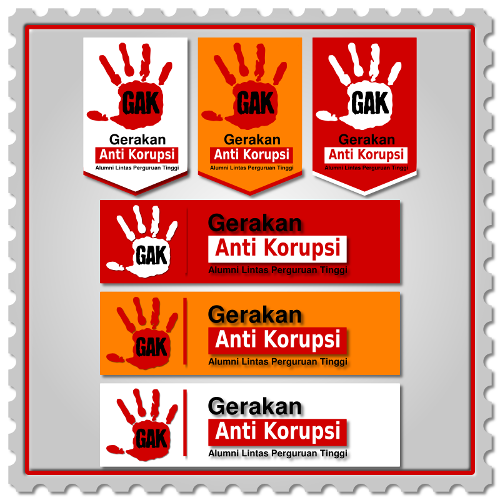 GAK
Gerakan
Anti Korupsi
Alumni Lintas Perguruan Tinggi
GAK
Gerakan
Anti Korupsi
Alumni Lintas Perguruan Tinggi
GAK
Gerakan
Anti Korupsi
Alumni Lintas Perguruan Tinggi
GAK
Gerakan
Anti Korupsi
Alumni Lintas Perguruan Tinggi
GAK
Gerakan
Anti Korupsi
Alumni Lintas Perguruan Tinggi
GAK
Gerakan
Anti Korupsi
Alumni Lintas Perguruan Tinggi